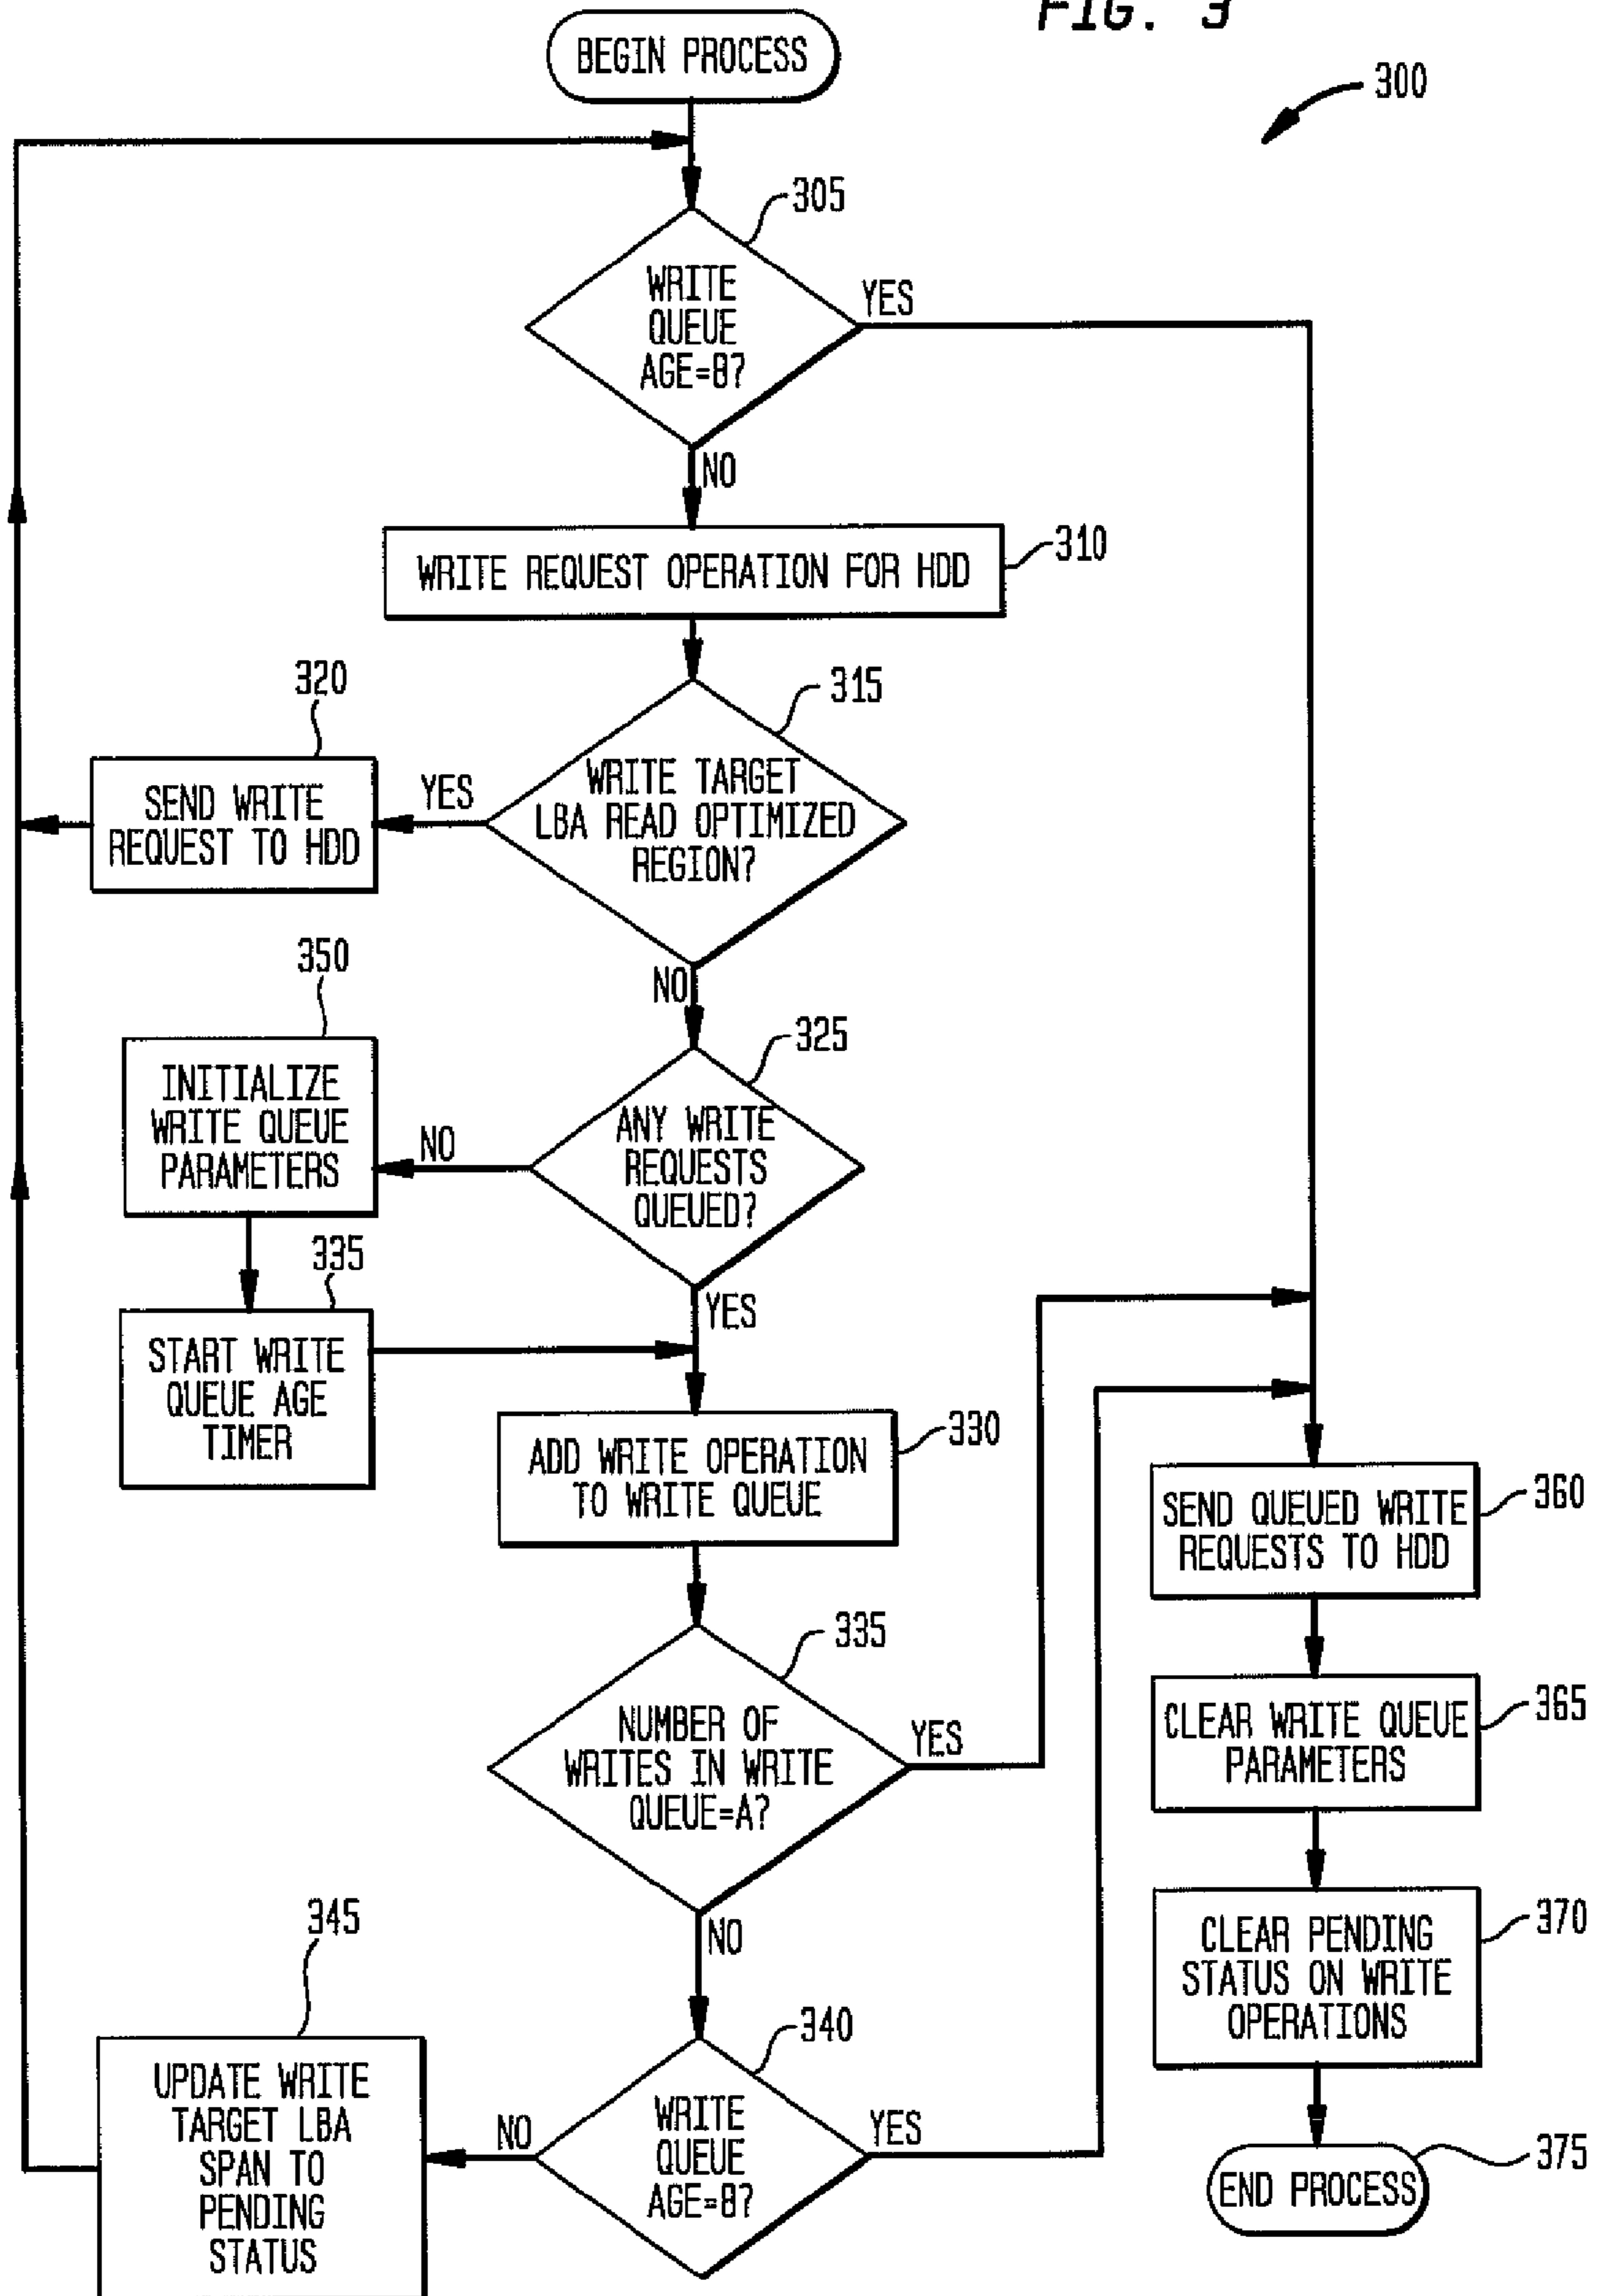 FIG. 3
BEGIN PROCESS
300
305
WRITE
QUEUE
AGE=B?
YES
NO
WRITE REQUEST OPERATION FOR HDD
310
315
WRITE TARGET
LBA READ OPTIMIZED
REGION?
YES
320
SEND WRITE
REQUEST TO HDD
NO
325
ANY WRITE
REQUESTS
QUEUED?
NO
350
INITIALIZE
WRITE QUEUE
PARAMETERS
335
START WRITE
QUEUE AGE
TIMER
YES
ADD WRITE OPERATION
TO WRITE QUEUE
330
335
NUMBER OF
WRITES IN WRITE
QUEUE=A?
YES
NO
340
WRITE
QUEUE
AGE=B?
YES
NO
345
UPDATE WRITE
TARGET LBA
SPAN TO
PENDING
STATUS
SEND QUEUED WRITE
REQUESTS TO HDD
360
CLEAR WRITE QUEUE
PARAMETERS
365
CLEAR PENDING
STATUS ON WRITE
OPERATIONS
370
END PROCESS
375